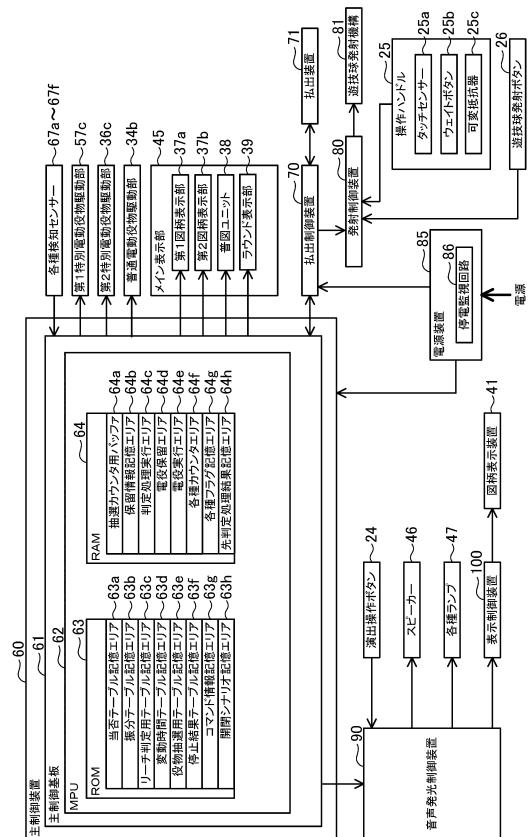 60
主制御装置
61
主制御基板
62
MPU
63
ROM
当否テーブル記憶エリア 63a
振分テーブル記憶エリア 63b
リーチ判定用テーブル記憶エリア 63c
変動時間テーブル記憶エリア 63d
役物抽選用テーブル記憶エリア 63e
停止結果テーブル記憶エリア 63f
コマンド情報記憶エリア 63g
開閉シナリオ記憶エリア 63h
64
RAM
抽選カウンタ用バッファ 64a
保留情報記憶エリア 64b
判定処理実行エリア 64c
電役保留エリア 64d
電役実行エリア 64e
各種カウンタエリア 64f
各種フラグ記憶エリア 64g
先判定処理結果記憶エリア 64h
各種検知センサー 67a～67f
第1特別電動役物駆動部 57c
第2特別電動役物駆動部 36c
普通電動役物駆動部 34b
メイン表示部 45
第1図柄表示部 37a
第2図柄表示部 37b
普図ユニット 38
ラウンド表示部 39
払出制御装置 70
払出装置 71
発射制御装置 80
遊技球発射機構 81
操作ハンドル 25
タッチセンサー 25a
ウェイトボタン 25b
可変抵抗器 25c
遊技球発射ボタン 26
電源装置 85
停電監視回路 86
電源
90
音声発光制御装置
演出操作ボタン 24
スピーカー 46
各種ランプ 47
表示制御装置 100
図柄表示装置 41